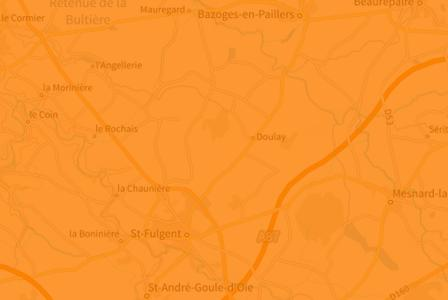 Retenue de la
Bultière
le Cormier
Mauregard
Bazoges-en-Paillers
Beaurepaire
l'Angellerie
la Morinière
le Coin
le Rochais
Doulay
D53
la Chaunière
Mesnard-la
la Boninière
St-Fulgent
A87
St-André-Goule-d'Oie
D160